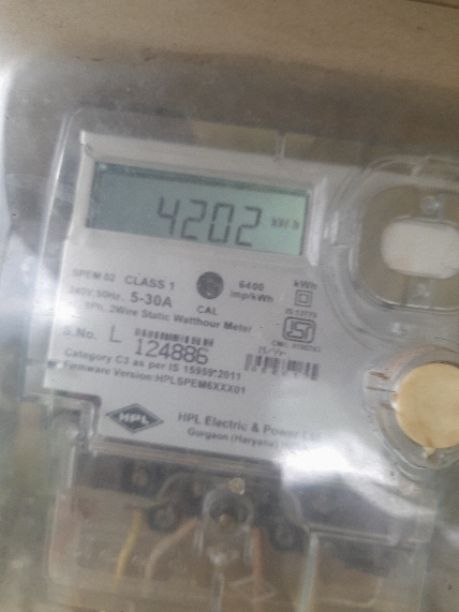 4202 kW h
SPEM 02 CLASS 1 6400 imp/kWh kWh
240V, 50Hz, 5-30A CAL
1Ph, 2Wire Static Watthour Meter
S.No. L 124886
Category C3 as per IS 15959:2011
Firmware Version:HPLSPEM6XXX01
HPL HPL Electric & Power
Gurgaon (Haryana)